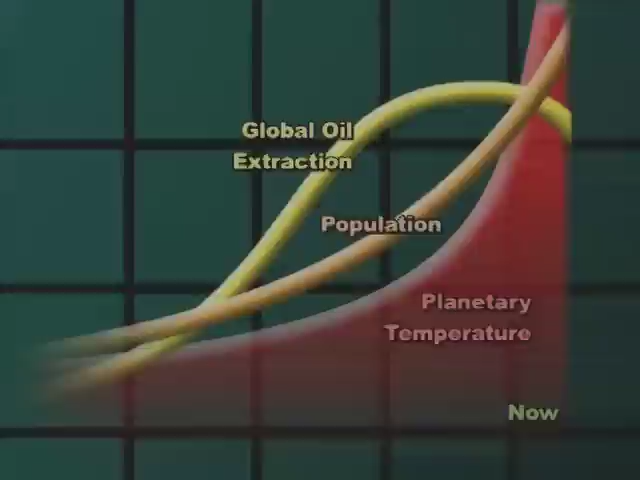 Global Oil
Extraction
Population
Planetary
Temperature
Now